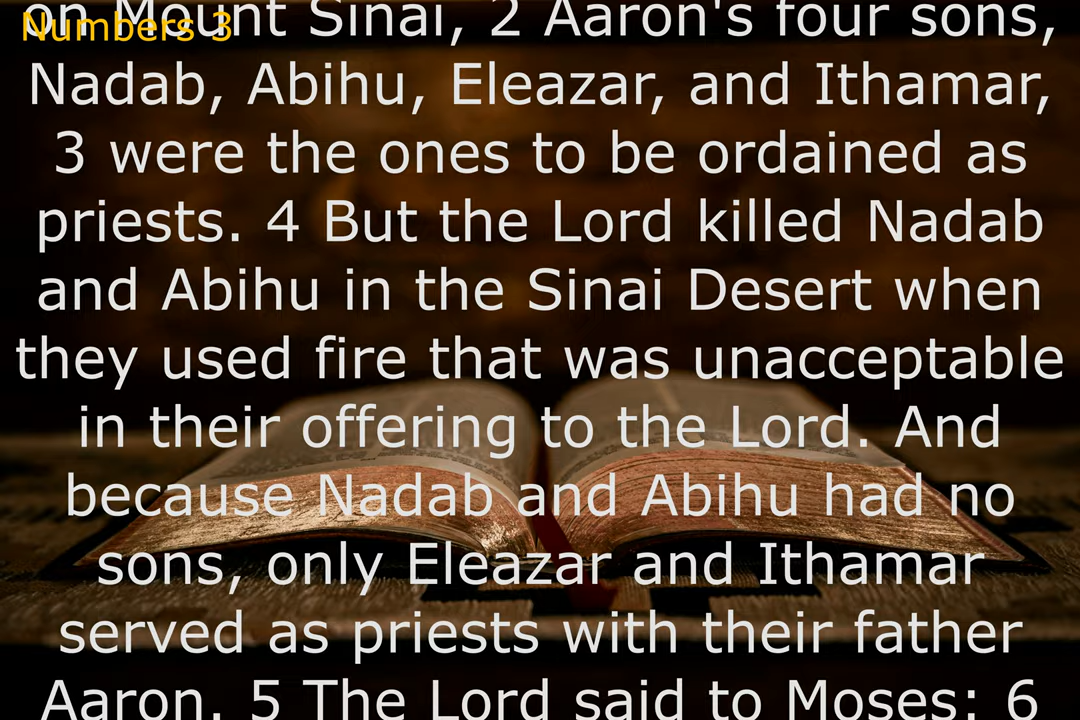 on Mount Sinai, 2 Aaron's four sons,
Numbers 3
Nadab, Abihu, Eleazar, and Ithamar,
3 were the ones to be ordained as
priests. 4 But the Lord killed Nadab
and Abihu in the Sinai Desert when
they used fire that was unacceptable
in their offering to the Lord. And
because Nadab and Abihu had no
sons, only Eleazar and Ithamar
served as priests with their father
Aaron. 5 The Lord said to Moses: 6